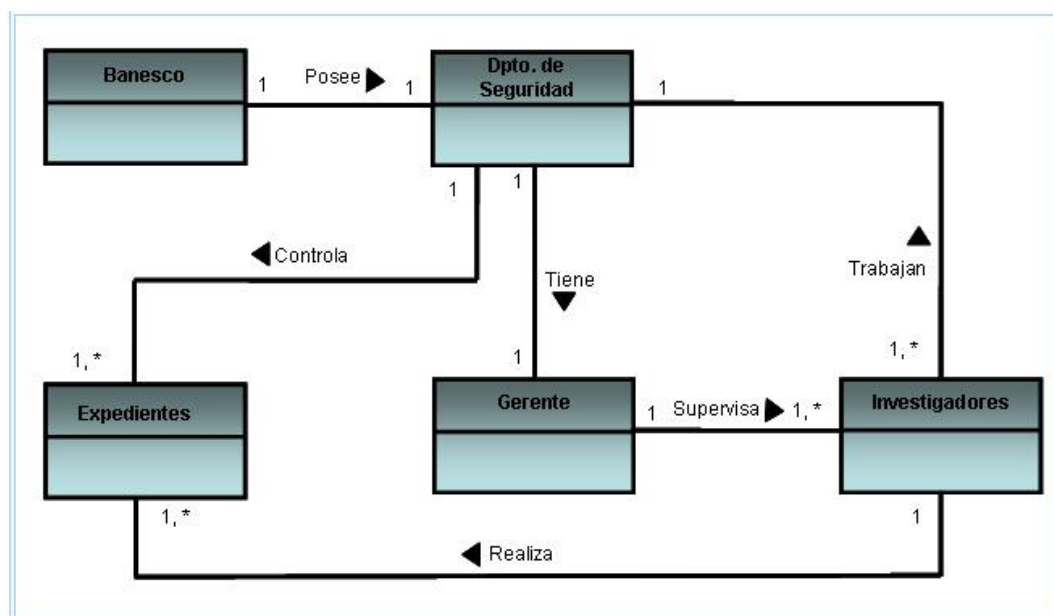 Banesco
1
Posee
1
Dpto. de
Seguridad
1
1
1
Controla
Tiene
Trabajan
1, *
1
1,*
Expedientes
Gerente
1
Supervisa
1, *
Investigadores
1, *
1
Realiza